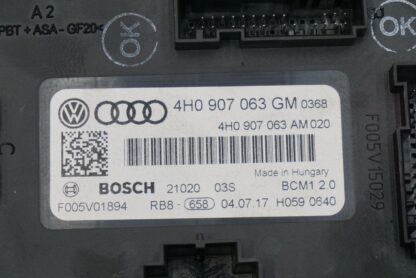 A2
PBT+ASA-GF20<
OK
OK
4H0 907 063 GM 0368
4H0 907 063 AM 020
Made in Hungary
BOSCH 21020 03S BCM1 2.0
F005V01894 RB8 - 658 04.07.17 H059 0640
F005V15029
C